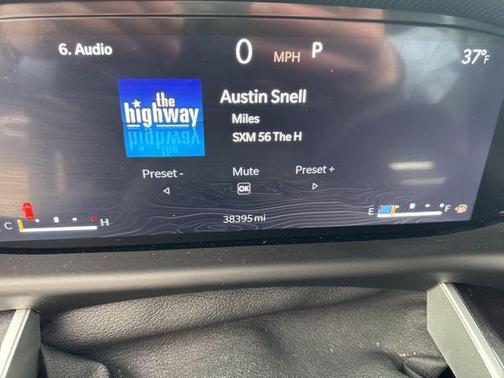 6. Audio
0 MPH P
37°F
the
highway
Austin Snell
Miles
SXM 56 The H
Preset -
Mute
Preset +
OK
C H
38395 mi
E F